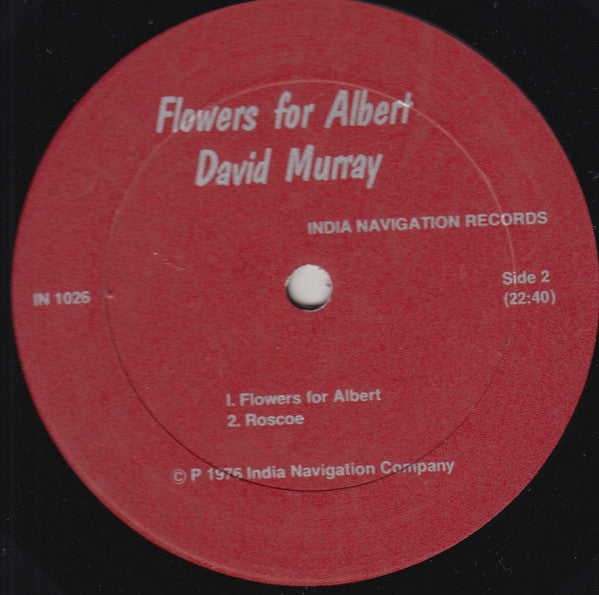 Flowers for Albert
David Murray
INDIA NAVIGATION RECORDS
IN 1026
Side 2
(22:40)
1. Flowers for Albert
2. Roscoe
© P 1976 India Navigation Company